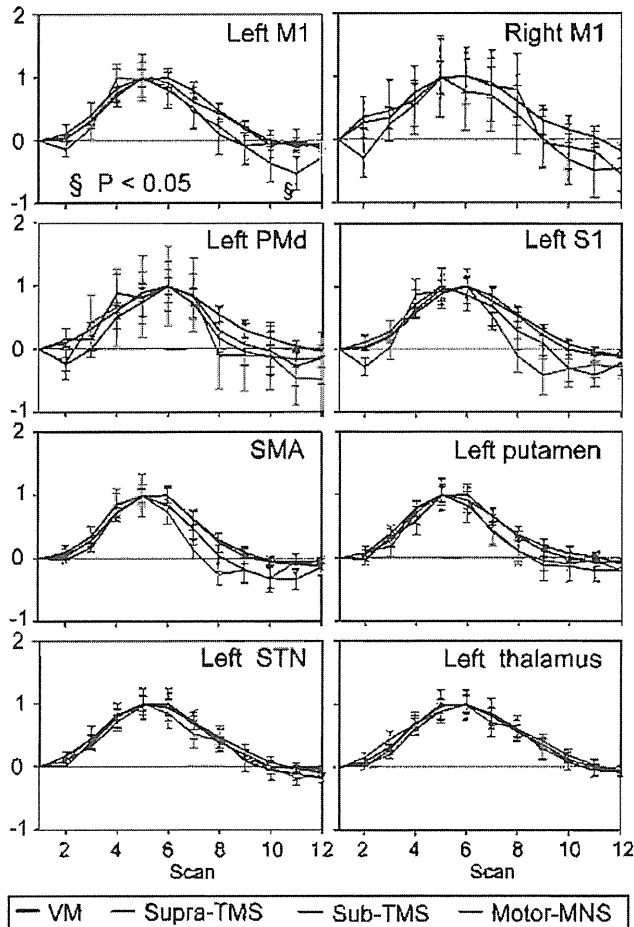 2
1
0
-1
Left M1
§ P < 0.05
§
Right M1
2
1
0
-1
Left PMd
Left S1
2
1
0
-1
SMA
Left putamen
2
1
0
-1
Left STN
Left thalamus
2 4 6 8 10 12
2 4 6 8 10 12
Scan
Scan
VM Supra-TMS Sub-TMS Motor-MNS